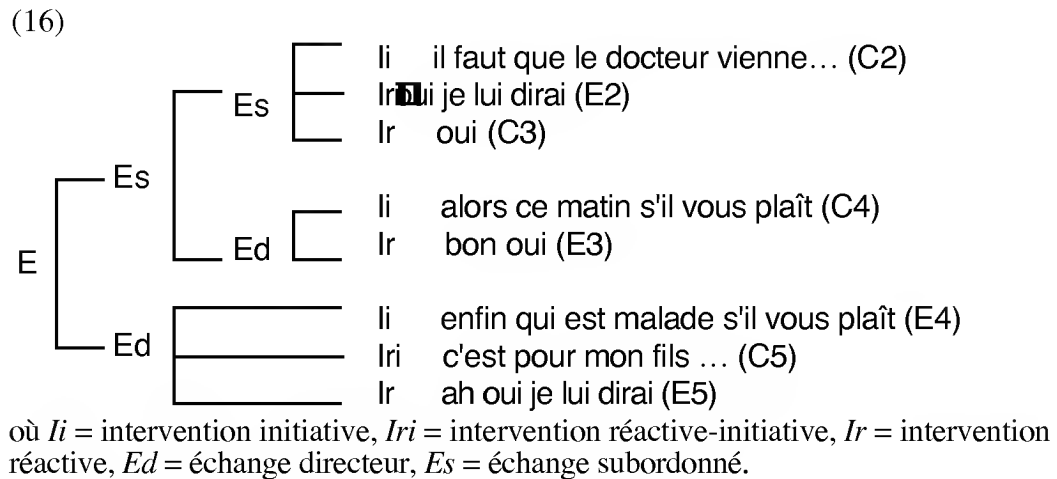 (16)
Ii il faut que le docteur vienne… (C2)
Es Iri oui je lui dirai (E2)
Ir oui (C3)
Es
Ii alors ce matin s'il vous plaît (C4)
Ed Ir bon oui (E3)
E
Ii enfin qui est malade s'il vous plaît (E4)
Ed Iri c'est pour mon fils … (C5)
Ir ah oui je lui dirai (E5)
où Ii = intervention initiative, Iri = intervention réactive-initiative, Ir = intervention
réactive, Ed = échange directeur, Es = échange subordonné.